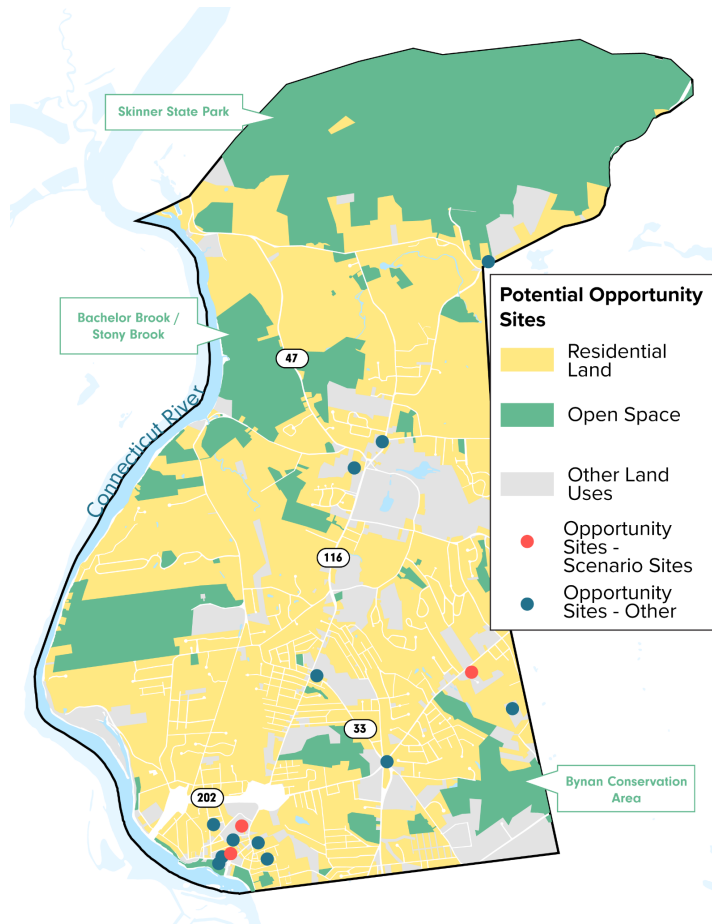 Skinner State Park
Potential Opportunity
Sites
Residential
Land
Open Space
Other Land
Uses
Opportunity
Sites -
Scenario Sites
Opportunity
Sites - Other
Bachelor Brook /
Stony Brook
47
Connecticut River
116
33
202
Bynan Conservation
Area